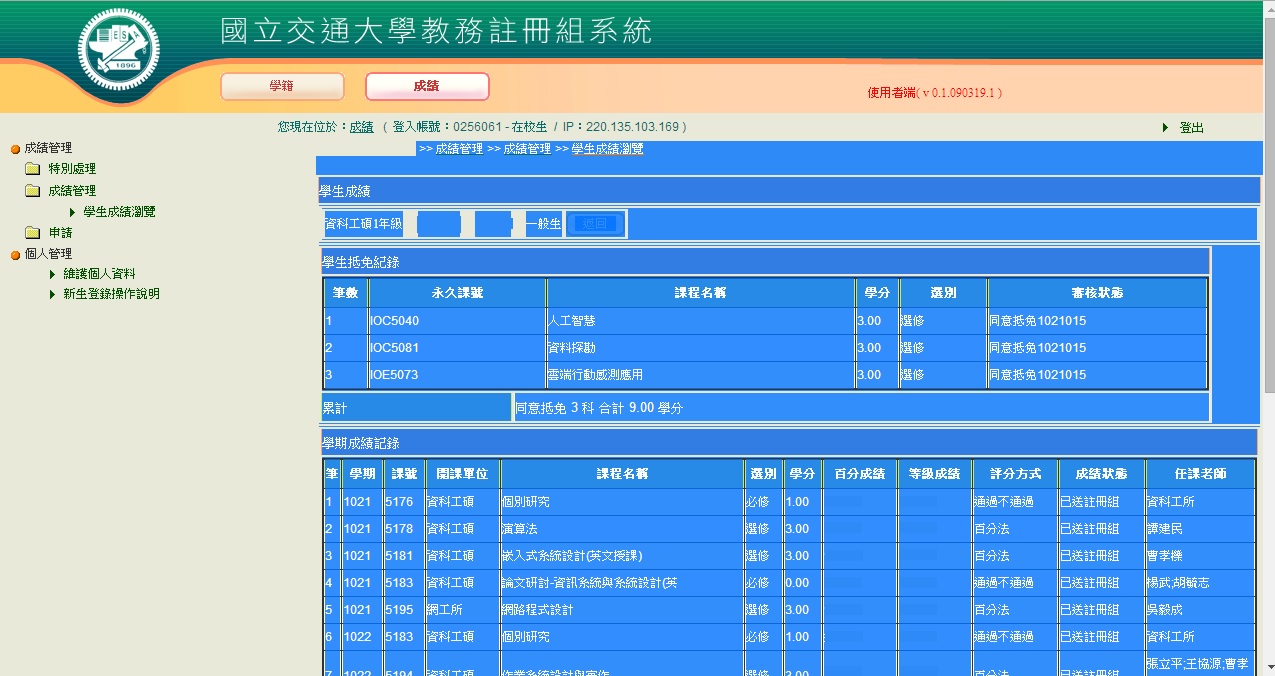 國立交通大學教務註冊組系統
學籍 成績 使用者端( v 0.1.090319.1 )
您現在位於：成績 ( 登入帳號：0256061 - 在校生 / IP：220.135.103.169 ) 登出
>> 成績管理 >> 成績管理 >> 學生成績瀏覽
成績管理
特別處理
成績管理
學生成績瀏覽
申請
個人管理
維護個人資料
新生登錄操作說明
學生成績
資科工碩1年級 一般生 返回
學生抵免紀錄
筆數 永久課號 課程名稱 學分 選別 審核狀態
1 IOC5040 人工智慧 3.00 選修 同意抵免1021015
2 IOC5081 資料探勘 3.00 選修 同意抵免1021015
3 IOE5073 雲端行動感測應用 3.00 選修 同意抵免1021015
累計 同意抵免 3 科 合計 9.00 學分
學期成績記錄
筆 學期 課號 開課單位 課程名稱 選別 學分 百分成績 等級成績 評分方式 成績狀態 任課老師
1 1021 5176 資科工碩 個別研究 必修 1.00 通過不通過 已送註冊組 資科工所
2 1021 5178 資科工碩 演算法 選修 3.00 百分法 已送註冊組 譚建民
3 1021 5181 資科工碩 嵌入式系統設計(英文授課) 選修 3.00 百分法 已送註冊組 曹孝櫟
4 1021 5183 資科工碩 論文研討-資訊系統與系統設計(英 必修 0.00 通過不通過 已送註冊組 楊武;胡毓志
5 1021 5195 網工所 網路程式設計 選修 3.00 百分法 已送註冊組 吳毅成
6 1022 5183 資科工碩 個別研究 必修 1.00 通過不通過 已送註冊組 資科工所
7 1022 5194 資科工碩 作業系統設計與實作 選修 3.00 百分法 已送註冊組 張立平;王協源;曹孝